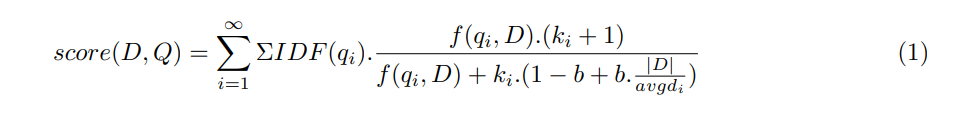 score(D, Q) = \sum_{i=1}^{\infty} \Sigma IDF(q_i). \frac{f(q_i, D).(k_i + 1)}{f(q_i, D) + k_i.(1 - b + b.\frac{|D|}{avgd_i})} (1)